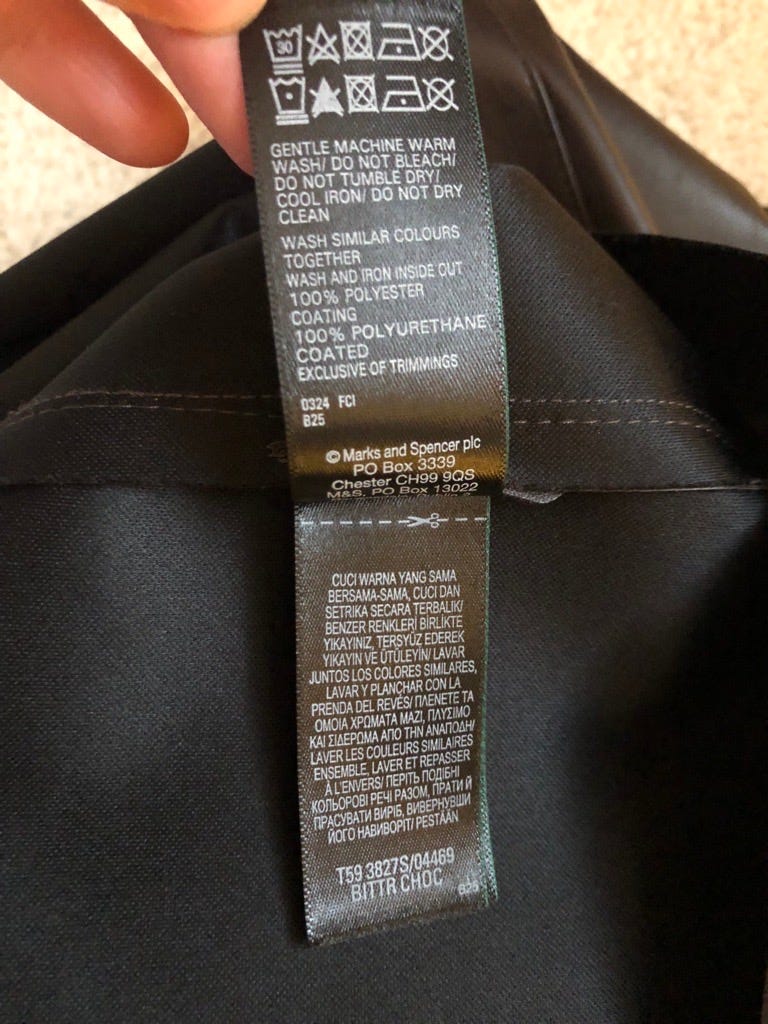 30
GENTLE MACHINE WARM
WASH/ DO NOT BLEACH/
DO NOT TUMBLE DRY/
COOL IRON/ DO NOT DRY
CLEAN
WASH SIMILAR COLOURS
TOGETHER
WASH AND IRON INSIDE OUT
100% POLYESTER
COATING
100% POLYURETHANE
COATED
EXCLUSIVE OF TRIMMINGS
0324 FCI
B25
© Marks and Spencer plc
PO Box 3339
Chester CH99 9QS
M&S, PO Box 13022
CUCI WARNA YANG SAMA
BERSAMA-SAMA, CUCI DAN
SETRIKA SECARA TERBALIK/
BENZER RENKLERİ BİRLİKTE
YIKAYINIZ, TERSYÜZ EDEREK
YIKAYIN VE ÜTÜLEYİN/ LAVAR
JUNTOS LOS COLORES SIMILARES,
LAVAR Y PLANCHAR CON LA
PRENDA DEL REVÉS/ ΠΛΕΝΕΤΕ ΤΑ
ΟΜΟΙΑ ΧΡΩΜΑΤΑ ΜΑΖΙ, ΠΛΥΣΙΜΟ
ΚΑΙ ΣΙΔΕΡΩΜΑ ΑΠΟ ΤΗΝ ΑΝΑΠΟΔΗ/
LAVER LES COULEURS SIMILAIRES
ENSEMBLE, LAVER ET REPASSER
À L'ENVERS/ ПЕРІТЬ ПОДІБНІ
КОЛЬОРОВІ РЕЧІ РАЗОМ, ПРАТИ Й
ПРАСУВАТИ ВИРІБ, ВИВЕРНУВШИ
ЙОГО НАВИВОРІТ/ PESTÄÄN
T59 3827S/04469
BITTR CHOC
B25